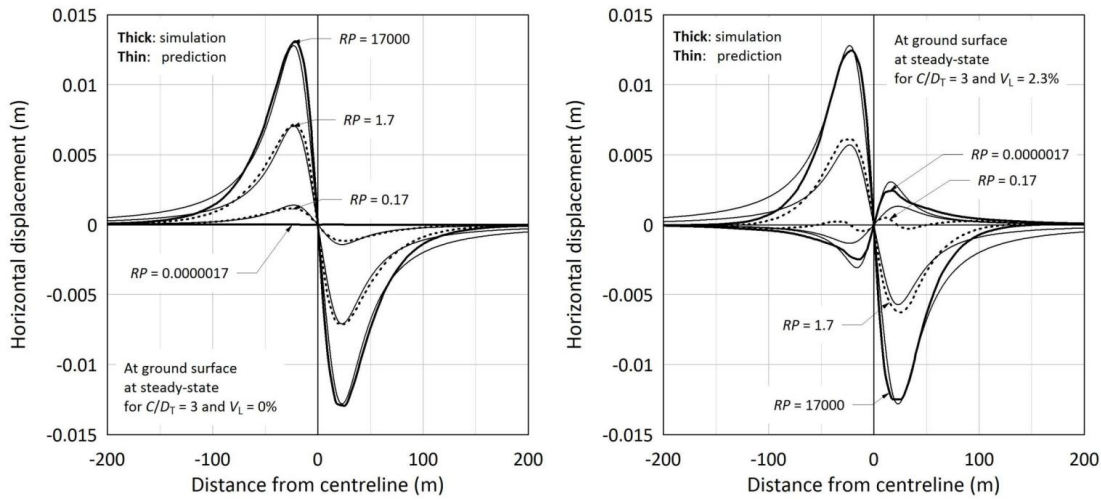 Thick: simulation
Thin: prediction
RP = 17000
RP = 1.7
RP = 0.17
RP = 0.0000017
At ground surface
at steady-state
for C/DT = 3 and VL = 0%
0.015
0.01
0.005
0
-0.005
-0.01
-0.015
-200
-100
0
100
200
Horizontal displacement (m)
Distance from centreline (m)
Thick: simulation
Thin: prediction
At ground surface
at steady-state
for C/DT = 3 and VL = 2.3%
RP = 0.0000017
RP = 0.17
RP = 1.7
RP = 17000
0.015
0.01
0.005
0
-0.005
-0.01
-0.015
-200
-100
0
100
200
Horizontal displacement (m)
Distance from centreline (m)